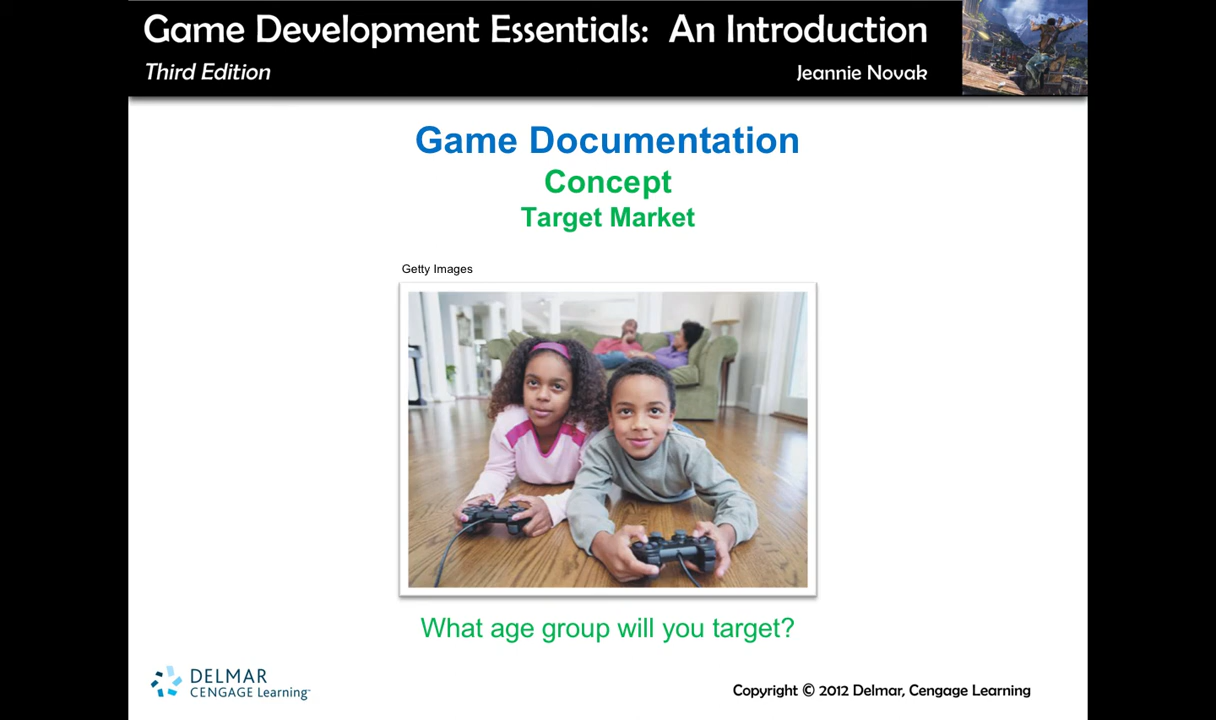 Game Development Essentials: An Introduction
Third Edition
Jeannie Novak
Game Documentation
Concept
Target Market
Getty Images
What age group will you target?
DELMAR
CENGAGE Learning™
Copyright © 2012 Delmar, Cengage Learning